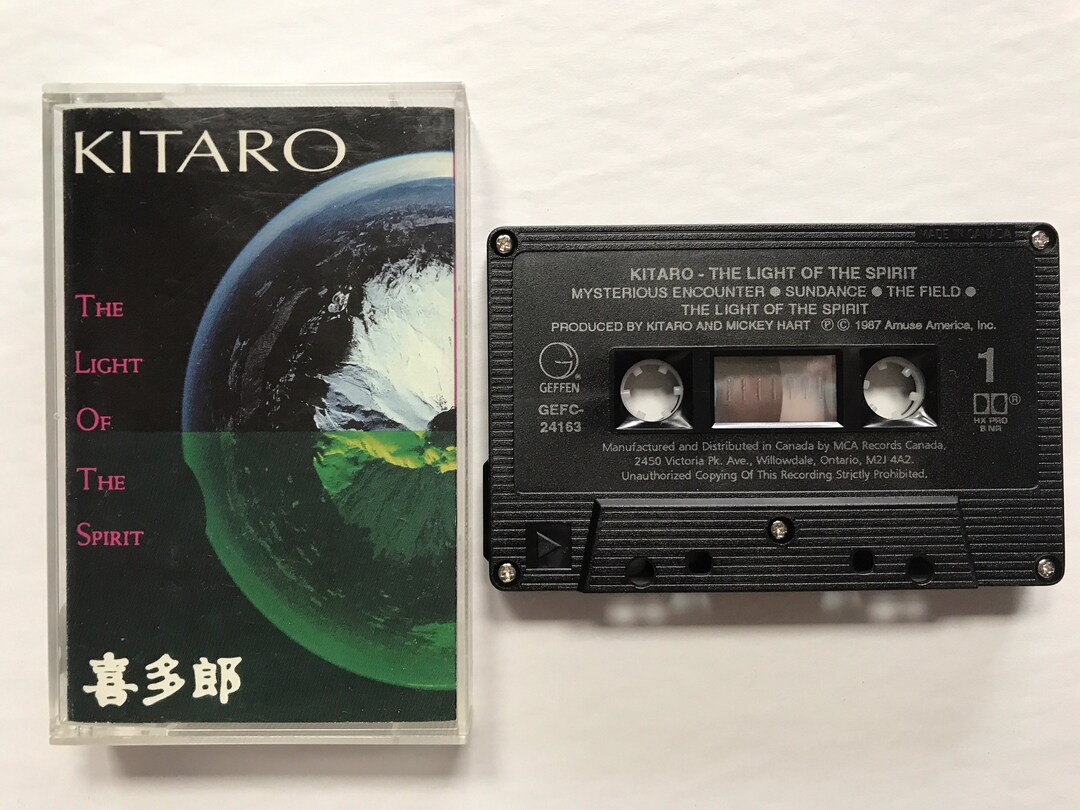 KITARO
THE
LIGHT
OF
THE
SPIRIT
喜多郎
MADE IN CANADA
KITARO - THE LIGHT OF THE SPIRIT
MYSTERIOUS ENCOUNTER ● SUNDANCE ● THE FIELD ●
THE LIGHT OF THE SPIRIT
PRODUCED BY KITARO AND MICKEY HART ℗ © 1987 Amuse America, Inc.
G
®
GEFFEN
GEFC-
24163
1
®
HX PRO
B NR
Manufactured and Distributed in Canada by MCA Records Canada,
2450 Victoria Pk. Ave., Willowdale, Ontario, M2J 4A2.
Unauthorized Copying Of This Recording Strictly Prohibited.